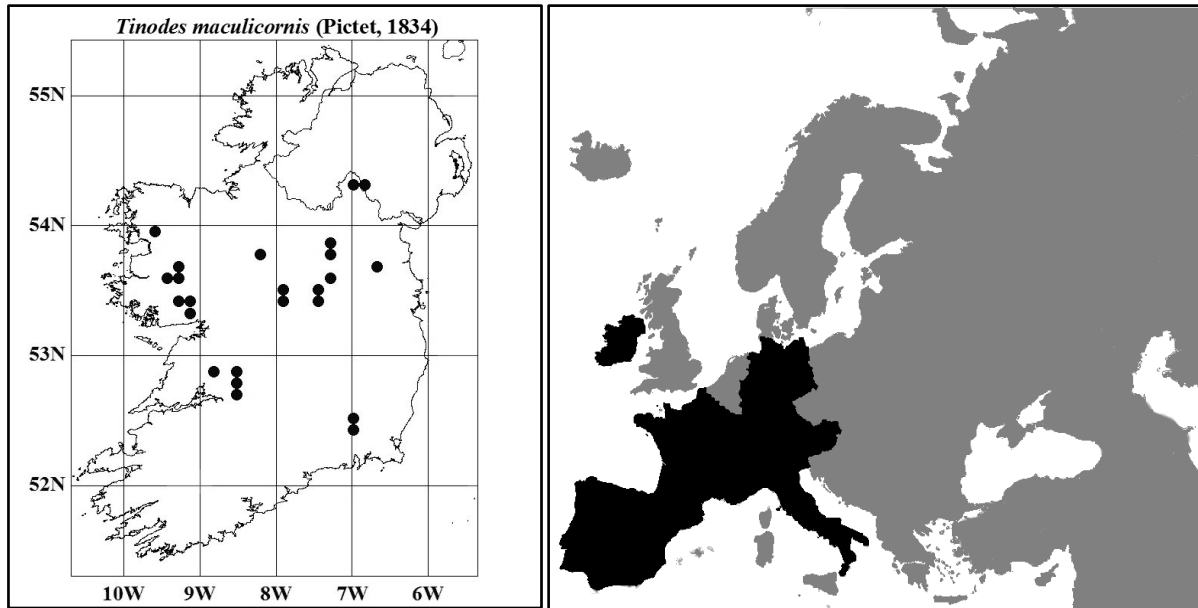 Tinodes maculicornis (Pictet, 1834)
55N
54N
53N
52N
10W 9W 8W 7W 6W